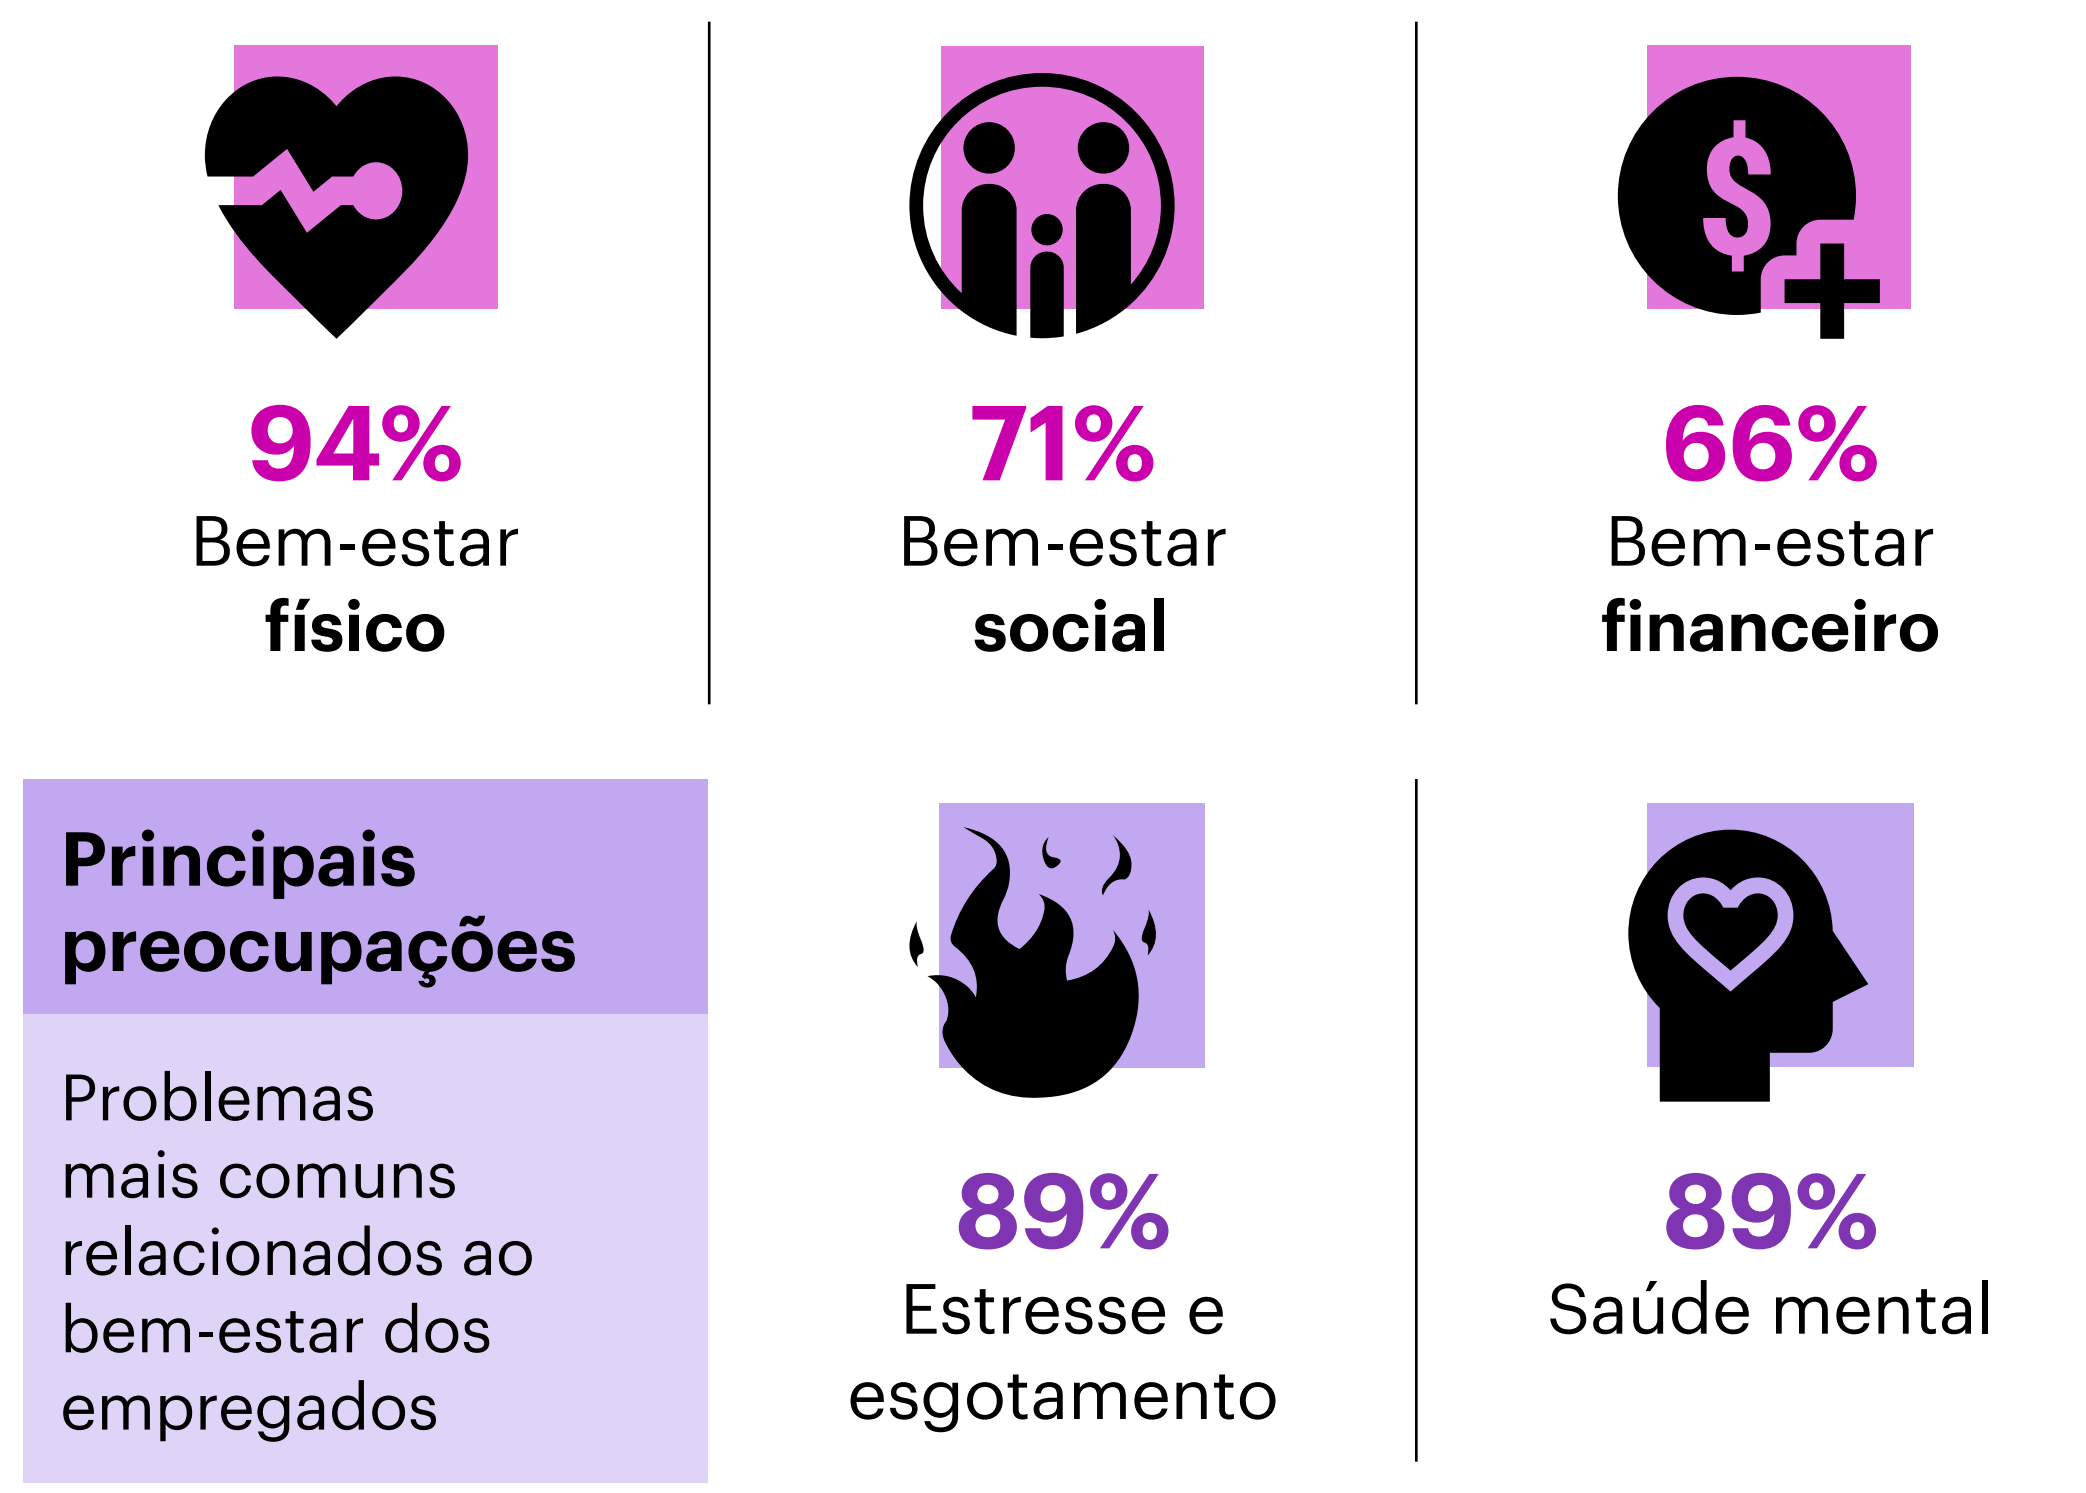 94%
Bem-estar
físico
71%
Bem-estar
social
66%
Bem-estar
financeiro
Principais
preocupações
Problemas
mais comuns
relacionados ao
bem-estar dos
empregados
89%
Estresse e
esgotamento
89%
Saúde mental